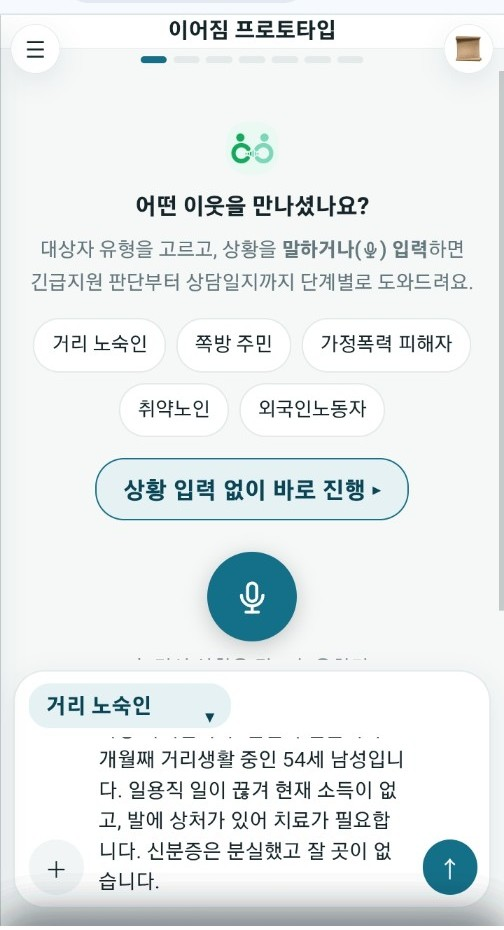 이어짐 프로토타입
어떤 이웃을 만나셨나요?
대상자 유형을 고르고, 상황을 말하거나() 입력하면
긴급지원 판단부터 상담일지까지 단계별로 도와드려요.
거리 노숙인
쪽방 주민
가정폭력 피해자
취약노인
외국인노동자
상황 입력 없이 바로 진행 ▸
거리 노숙인 ▼
개월째 거리생활 중인 54세 남성입니
다. 일용직 일이 끊겨 현재 소득이 없
고, 발에 상처가 있어 치료가 필요합
니다. 신분증은 분실했고 잘 곳이 없
습니다.